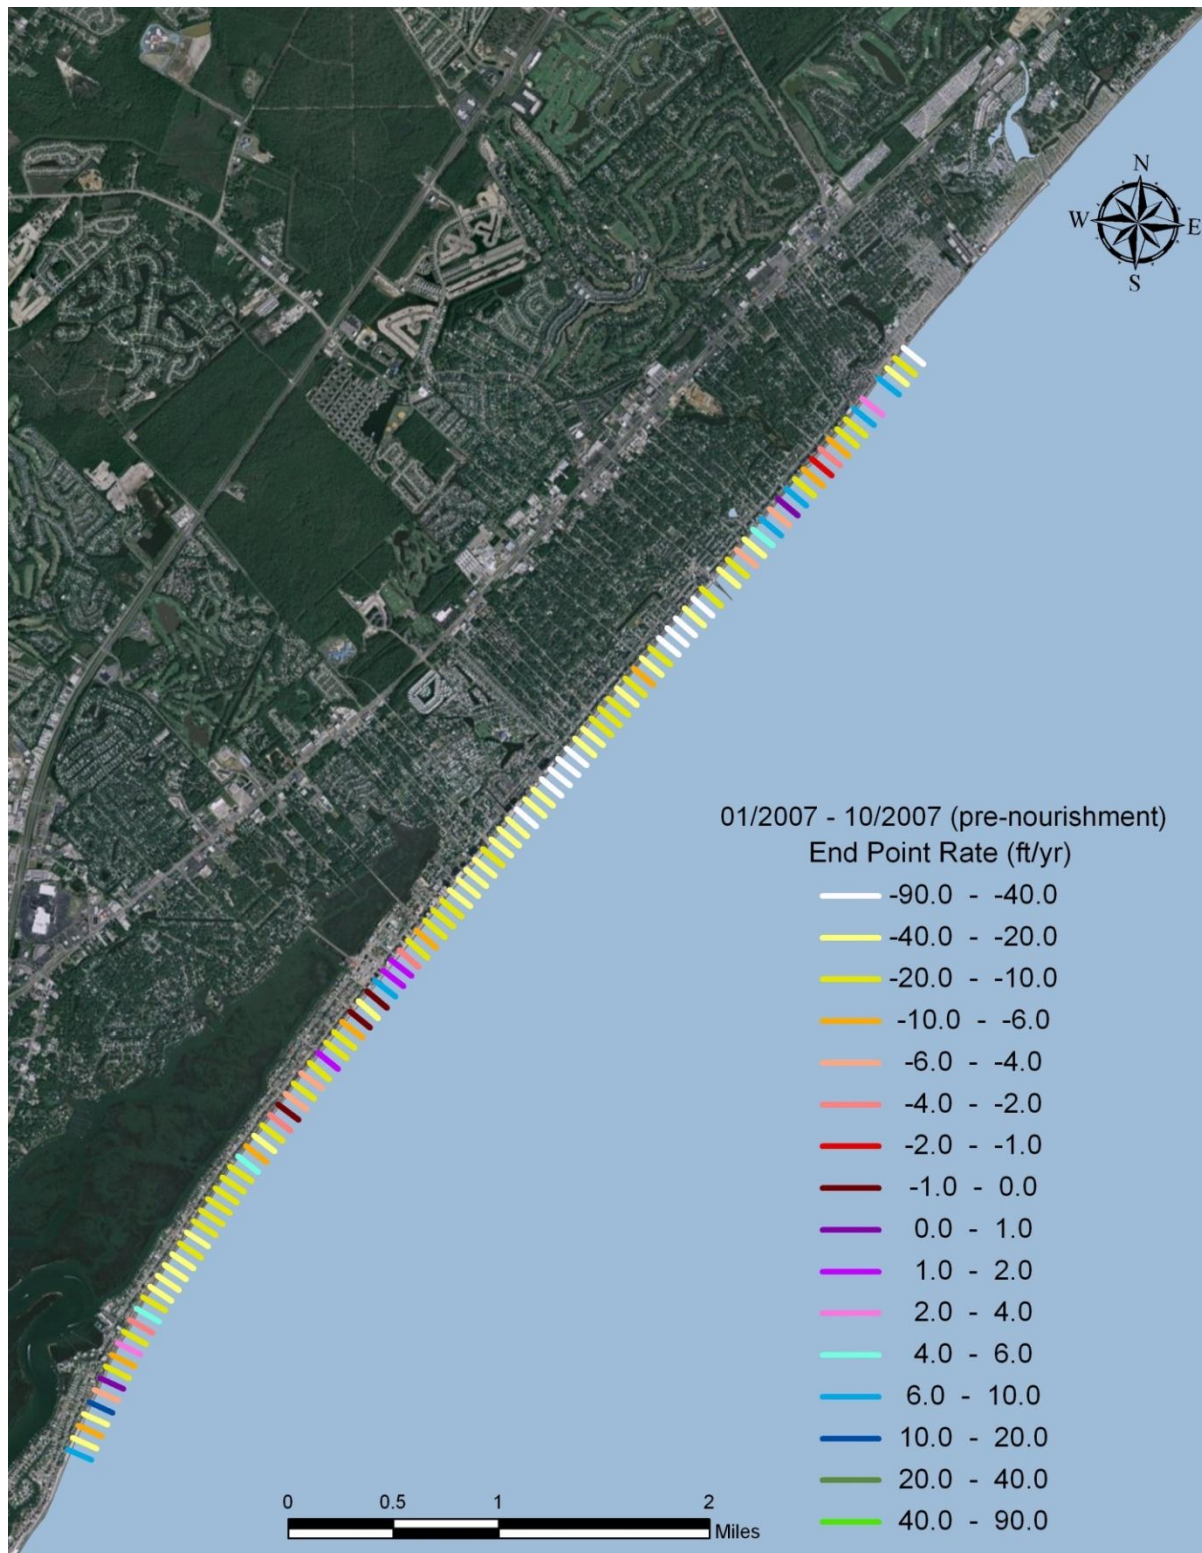 N
W E
S
01/2007 - 10/2007 (pre-nourishment)
End Point Rate (ft/yr)
-90.0 - -40.0
-40.0 - -20.0
-20.0 - -10.0
-10.0 - -6.0
-6.0 - -4.0
-4.0 - -2.0
-2.0 - -1.0
-1.0 - 0.0
0.0 - 1.0
1.0 - 2.0
2.0 - 4.0
4.0 - 6.0
6.0 - 10.0
10.0 - 20.0
20.0 - 40.0
40.0 - 90.0
0 0.5 1 2
Miles